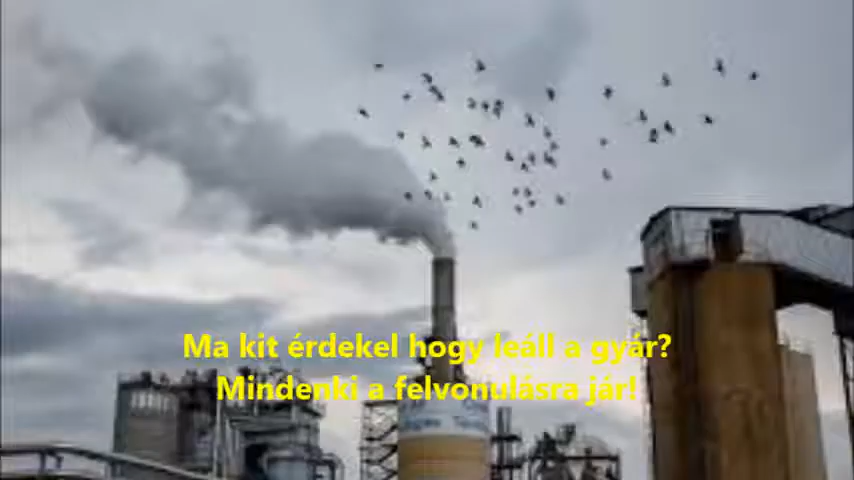 Ma kit érdekel hogy leáll a gyár?
Mindenki a felvonulásra jár!